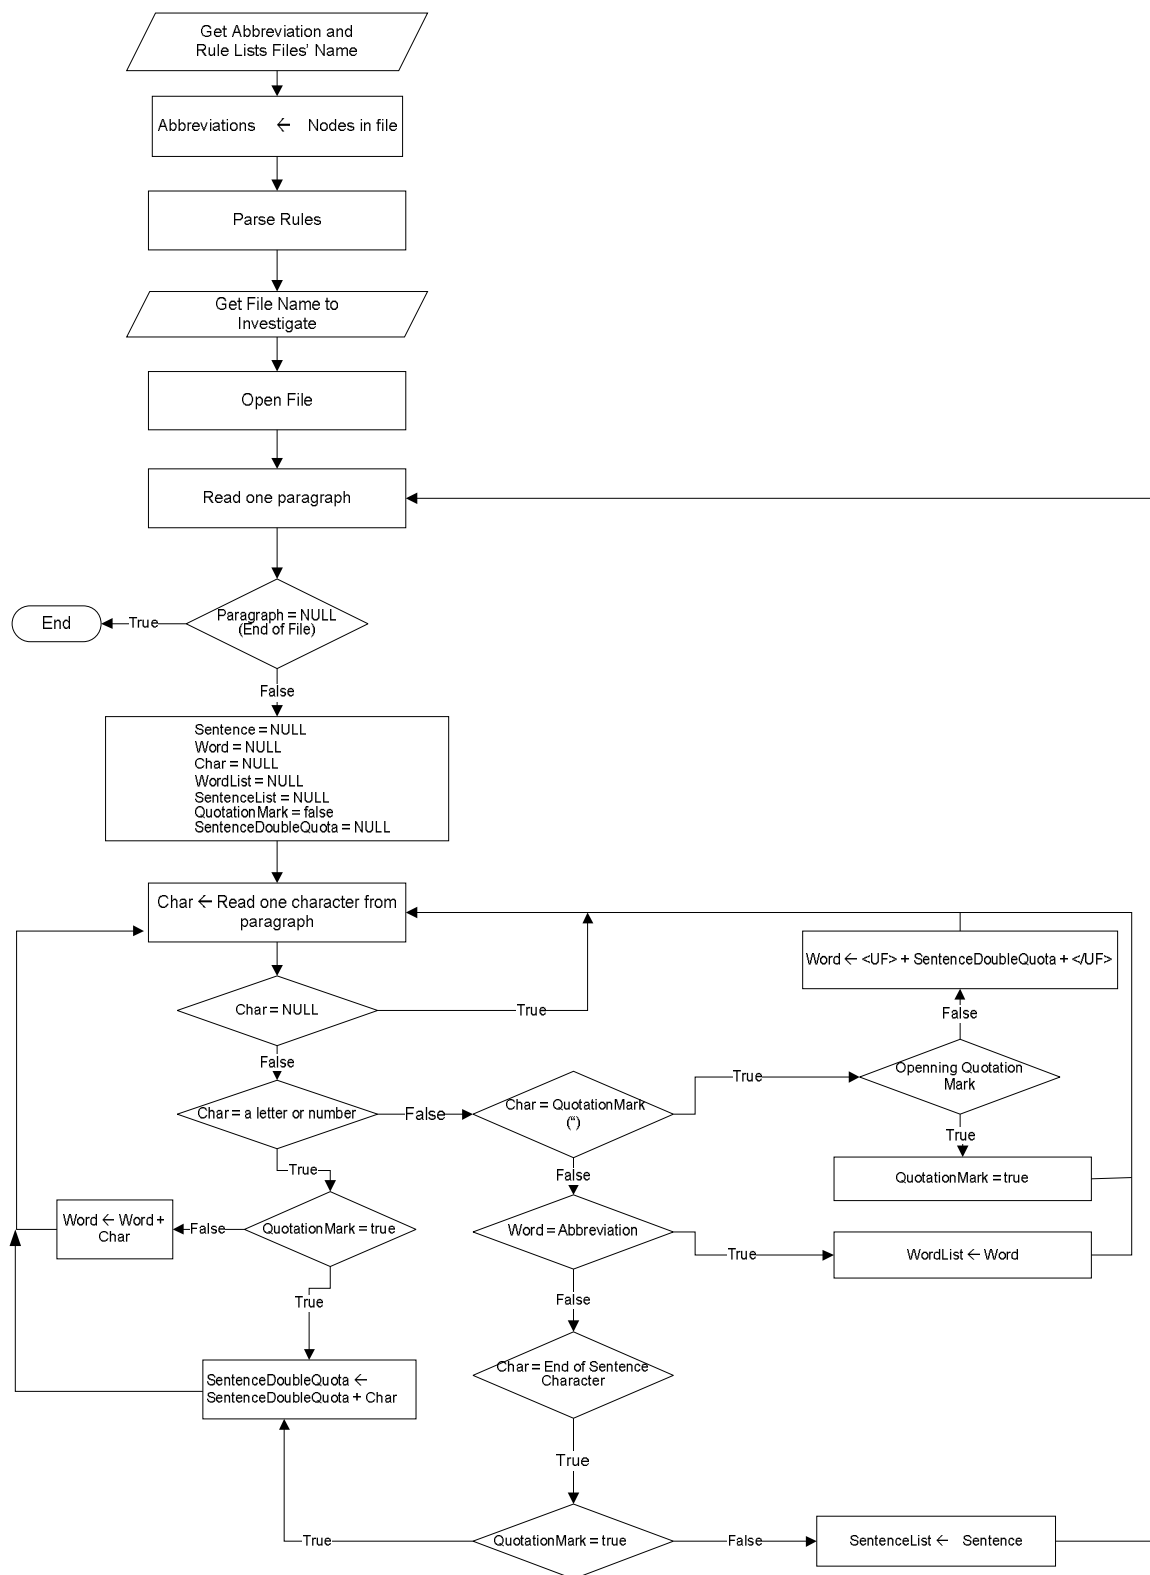 Get Abbreviation and
Rule Lists Files' Name
Abbreviations ← Nodes in file
Parse Rules
Get File Name to
Investigate
Open File
Read one paragraph
Paragraph = NULL
(End of File)
True
End
False
Sentence = NULL
Word = NULL
Char = NULL
WordList = NULL
SentenceList = NULL
QuotationMark = false
SentenceDoubleQuota = NULL
Char ← Read one character from
paragraph
Char = NULL
True
False
Char = a letter or number
False
True
Char = QuotationMark
(“)
True
False
Openning Quotation
Mark
False
Word ← <UF> + SentenceDoubleQuota + </UF>
True
QuotationMark = true
QuotationMark = true
False
Word ← Word +
Char
True
SentenceDoubleQuota ←
SentenceDoubleQuota + Char
Word = Abbreviation
True
WordList ← Word
False
Char = End of Sentence
Character
True
QuotationMark = true
True
False
SentenceList ← Sentence